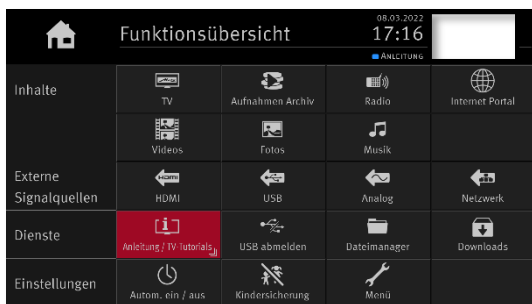 Funktionsübersicht
08.03.2022
17:16
ANLEITUNG
Inhalte
TV
Aufnahmen Archiv
Radio
Internet Portal
Videos
Fotos
Musik
Externe
Signalquellen
HDMI
HDMI
USB
Analog
Netzwerk
Dienste
Anleitung / TV-Tutorials
USB abmelden
Dateimanager
Downloads
Einstellungen
Autom. ein / aus
Kindersicherung
Menü